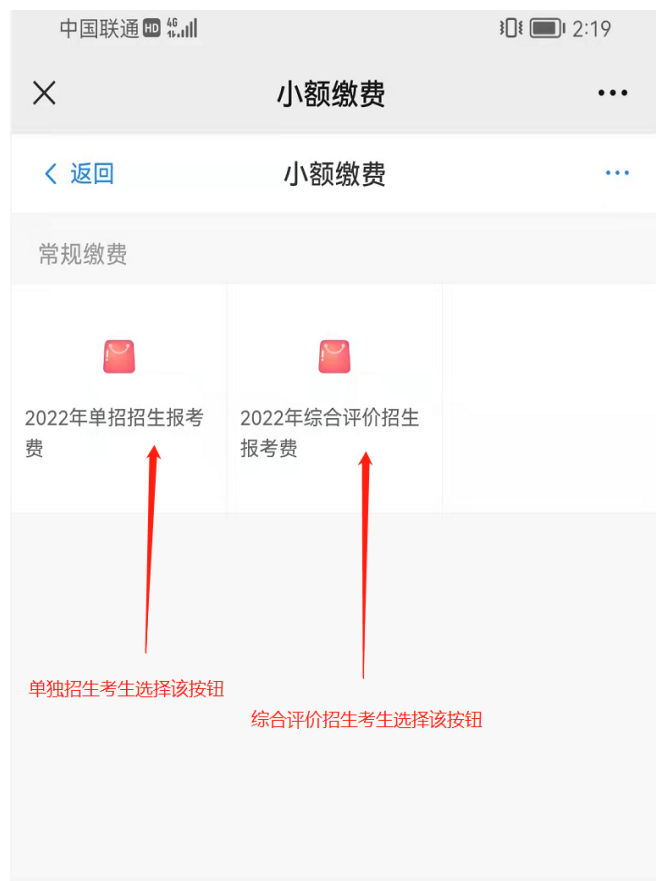 中国联通 HD 4G 2:19
小额缴费
返回 小额缴费
常规缴费
2022年单招招生报考
费
2022年综合评价招生
报考费
单独招生考生选择该按钮
综合评价招生考生选择该按钮